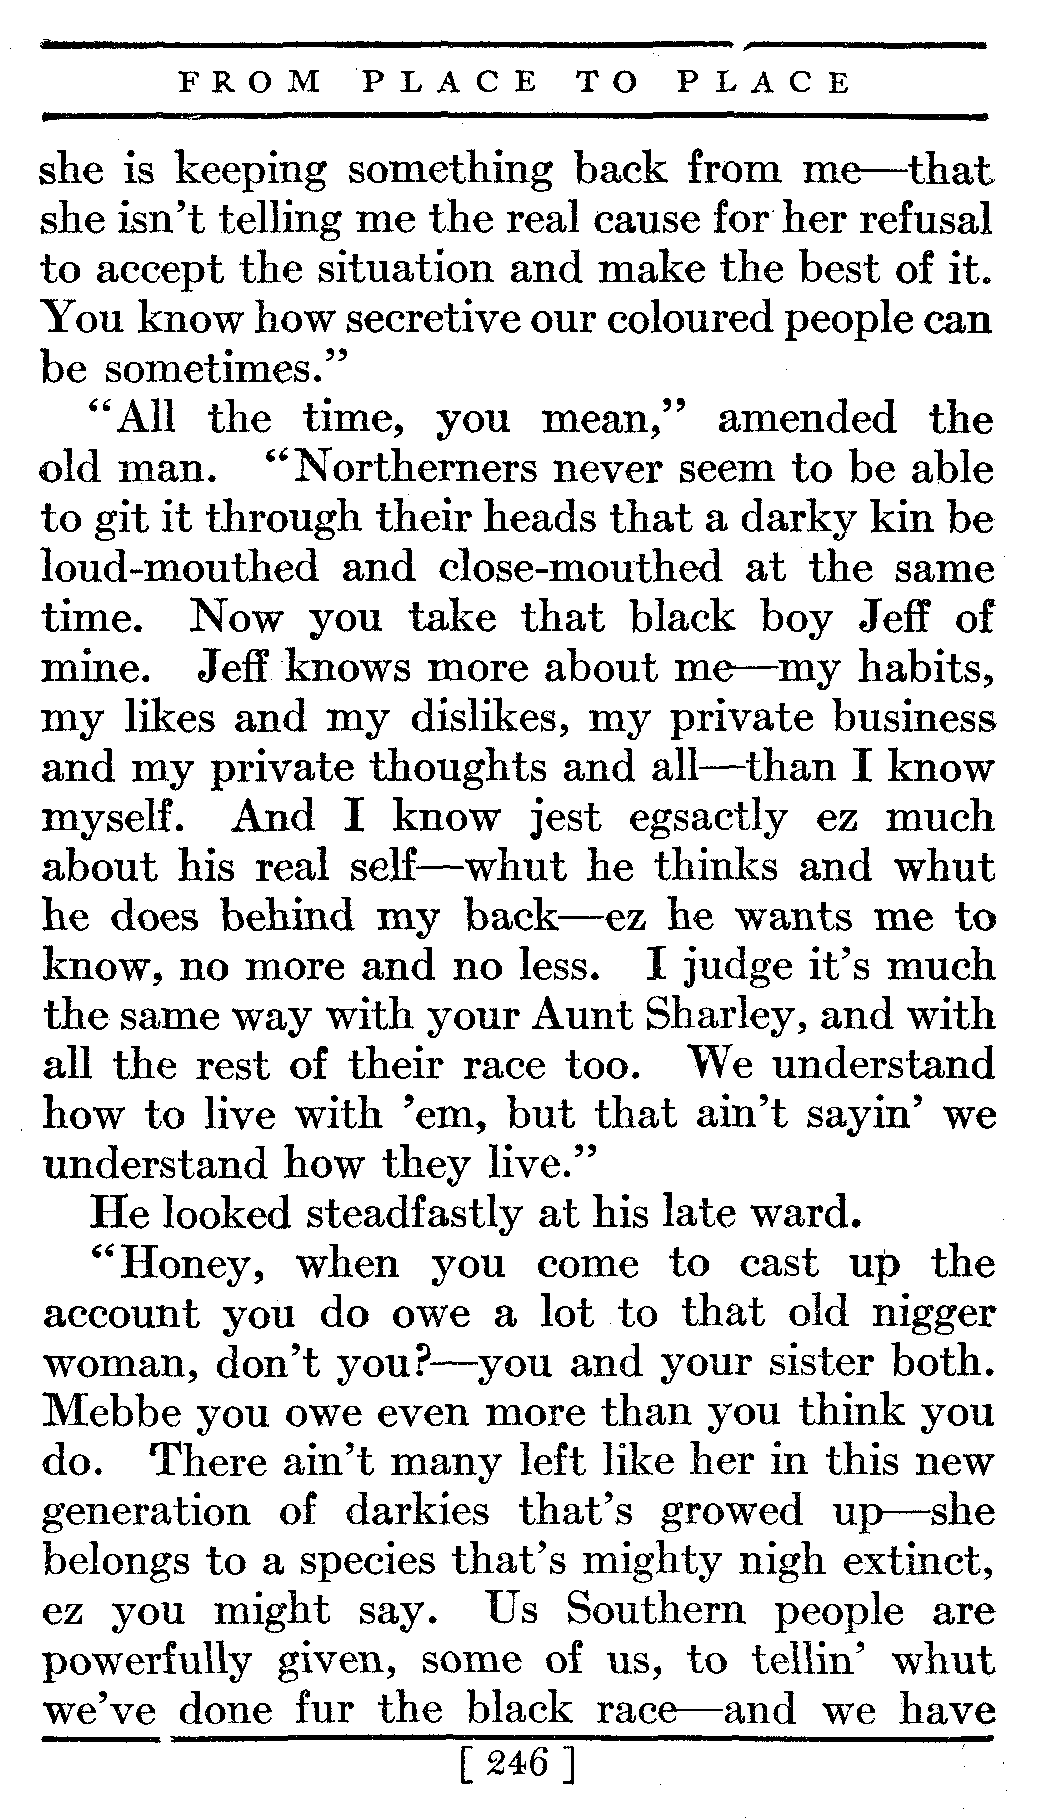 FROM PLACE TO PLACE
she is keeping something back from me—that
she isn't telling me the real cause for her refusal
to accept the situation and make the best of it.
You know how secretive our coloured people can
be sometimes."
"All the time, you mean," amended the
old man. "Northerners never seem to be able
to git it through their heads that a darky kin be
loud-mouthed and close-mouthed at the same
time. Now you take that black boy Jeff of
mine. Jeff knows more about me—my habits,
my likes and my dislikes, my private business
and my private thoughts and all—than I know
myself. And I know jest egsactly ez much
about his real self—whut he thinks and whut
he does behind my back—ez he wants me to
know, no more and no less. I judge it's much
the same way with your Aunt Sharley, and with
all the rest of their race too. We understand
how to live with 'em, but that ain't sayin' we
understand how they live."
He looked steadfastly at his late ward.
"Honey, when you come to cast up the
account you do owe a lot to that old nigger
woman, don't you?—you and your sister both.
Mebbe you owe even more than you think you
do. There ain't many left like her in this new
generation of darkies that's growed up—she
belongs to a species that's mighty nigh extinct,
ez you might say. Us Southern people are
powerfully given, some of us, to tellin' whut
we've done fur the black race—and we have
[ 246 ]